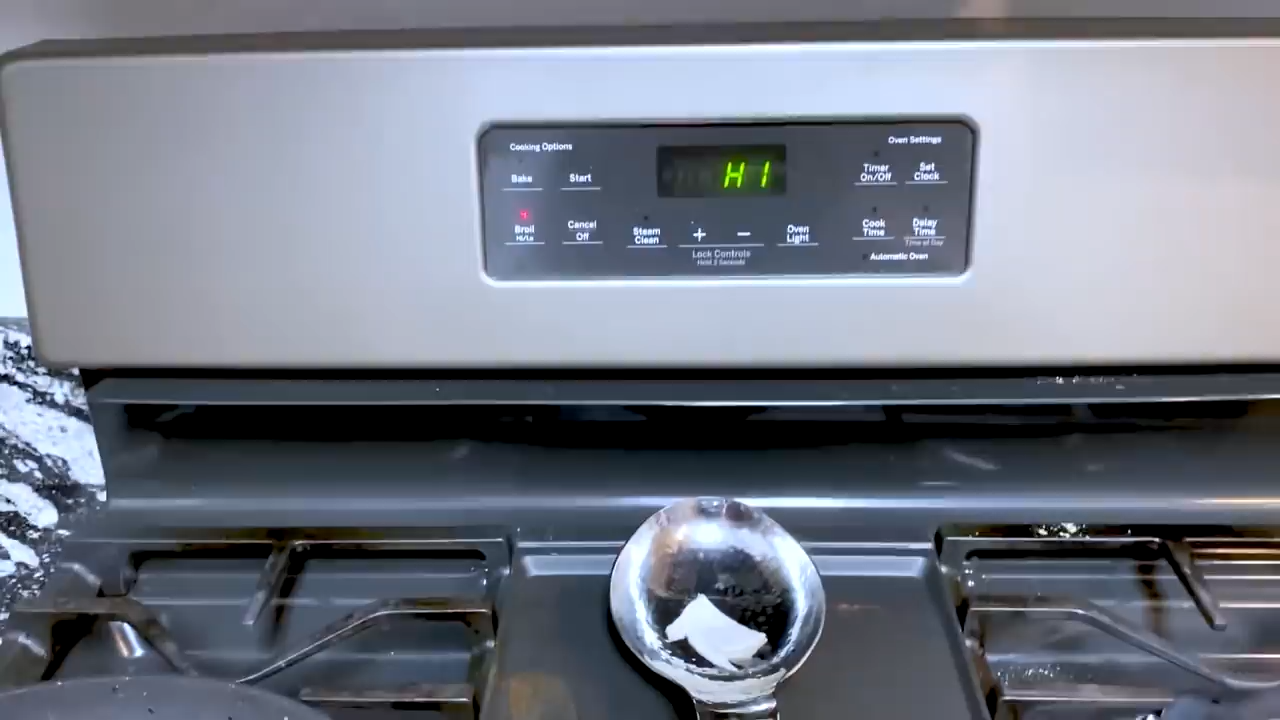 Cooking Options
Oven Settings
Bake
Start
HI
Timer
On/Off
Set
Clock
Broil
Hi/Lo
Cancel
Off
Steam
Clean
+
−
Oven
Light
Cook
Time
Delay
Time
Time of Day
Lock Controls
Hold 3 Seconds
Automatic Oven